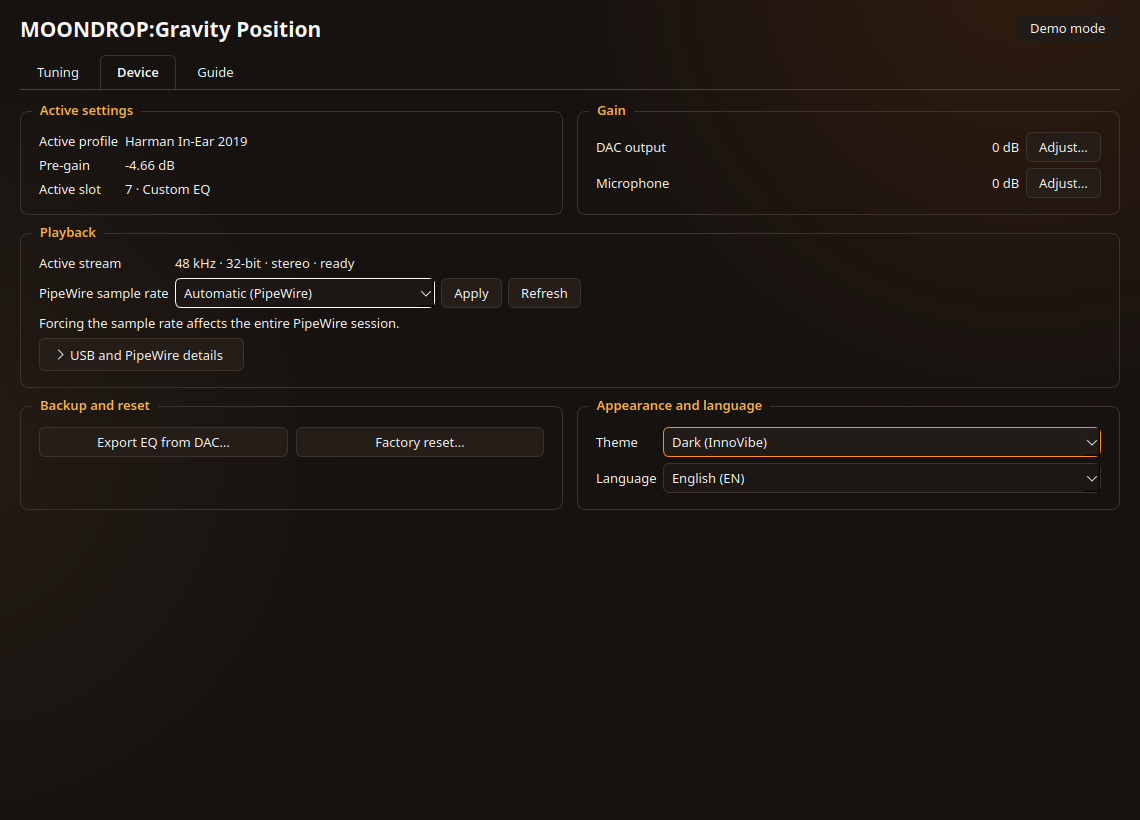 MOONDROP:Gravity Position
Demo mode
Tuning
Device
Guide
Active settings
Active profile Harman In-Ear 2019
Pre-gain -4.66 dB
Active slot 7 · Custom EQ
Gain
DAC output 0 dB Adjust...
Microphone 0 dB Adjust...
Playback
Active stream 48 kHz · 32-bit · stereo · ready
PipeWire sample rate Automatic (PipeWire) Apply Refresh
Forcing the sample rate affects the entire PipeWire session.
USB and PipeWire details
Backup and reset
Export EQ from DAC... Factory reset...
Appearance and language
Theme Dark (InnoVibe)
Language English (EN)